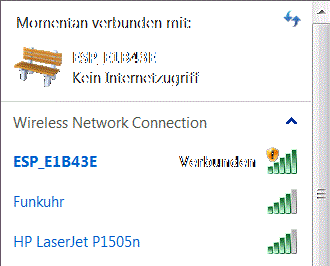 Momentan verbunden mit:
ESP_E1B43E
Kein Internetzugriff
Wireless Network Connection
ESP_E1B43E Verbunden
Funkuhr
HP LaserJet P1505n